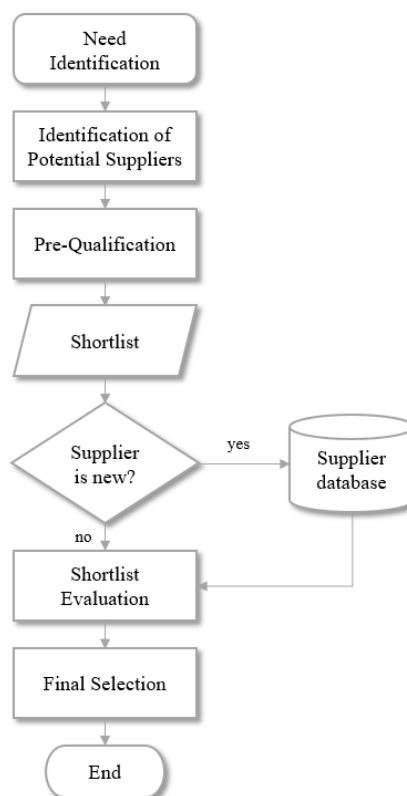 Need
Identification
Identification of
Potential Suppliers
Pre-Qualification
Shortlist
Supplier
is new?
yes
Supplier
database
no
Shortlist
Evaluation
Final Selection
End